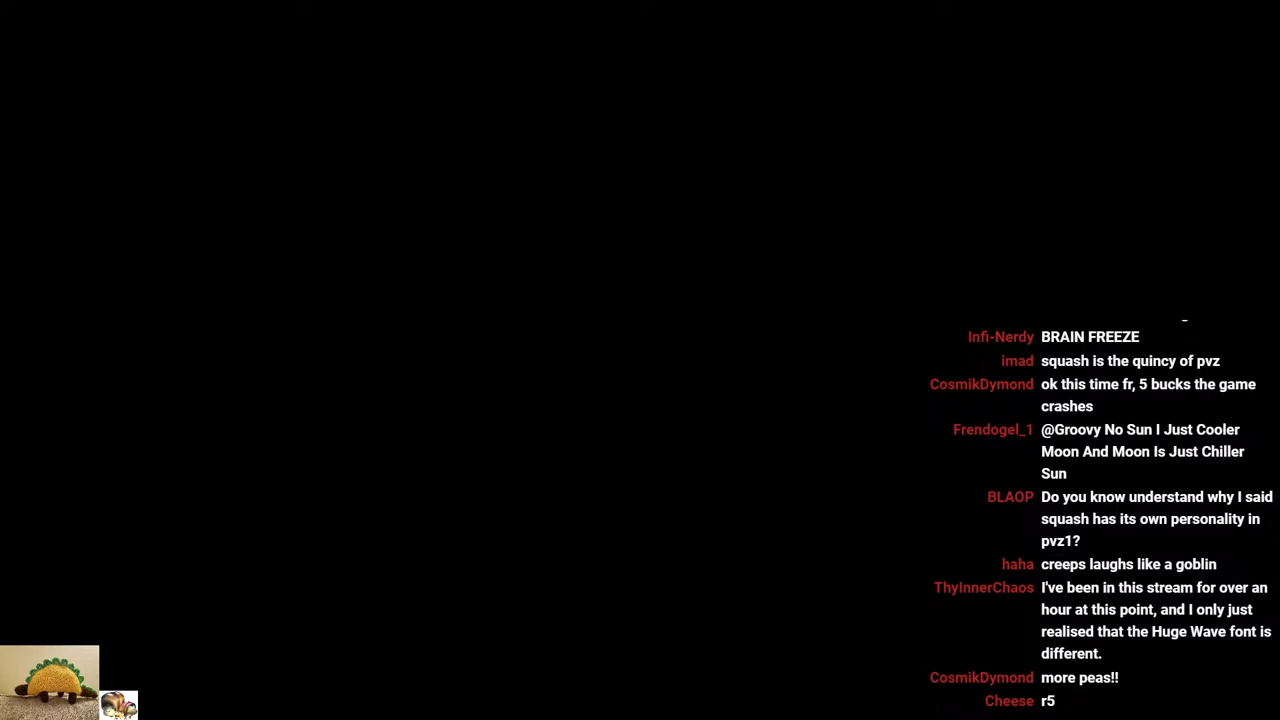 Infi-Nerdy BRAIN FREEZE
imad squash is the quincy of pvz
CosmikDymond ok this time fr, 5 bucks the game
crashes
Frendogel_1 @Groovy No Sun I Just Cooler
Moon And Moon Is Just Chiller
Sun
BLAOP Do you know understand why I said
squash has its own personality in
pvz1?
haha creeps laughs like a goblin
ThyInnerChaos I've been in this stream for over an
hour at this point, and I only just
realised that the Huge Wave font is
different.
CosmikDymond more peas!!
Cheese r5